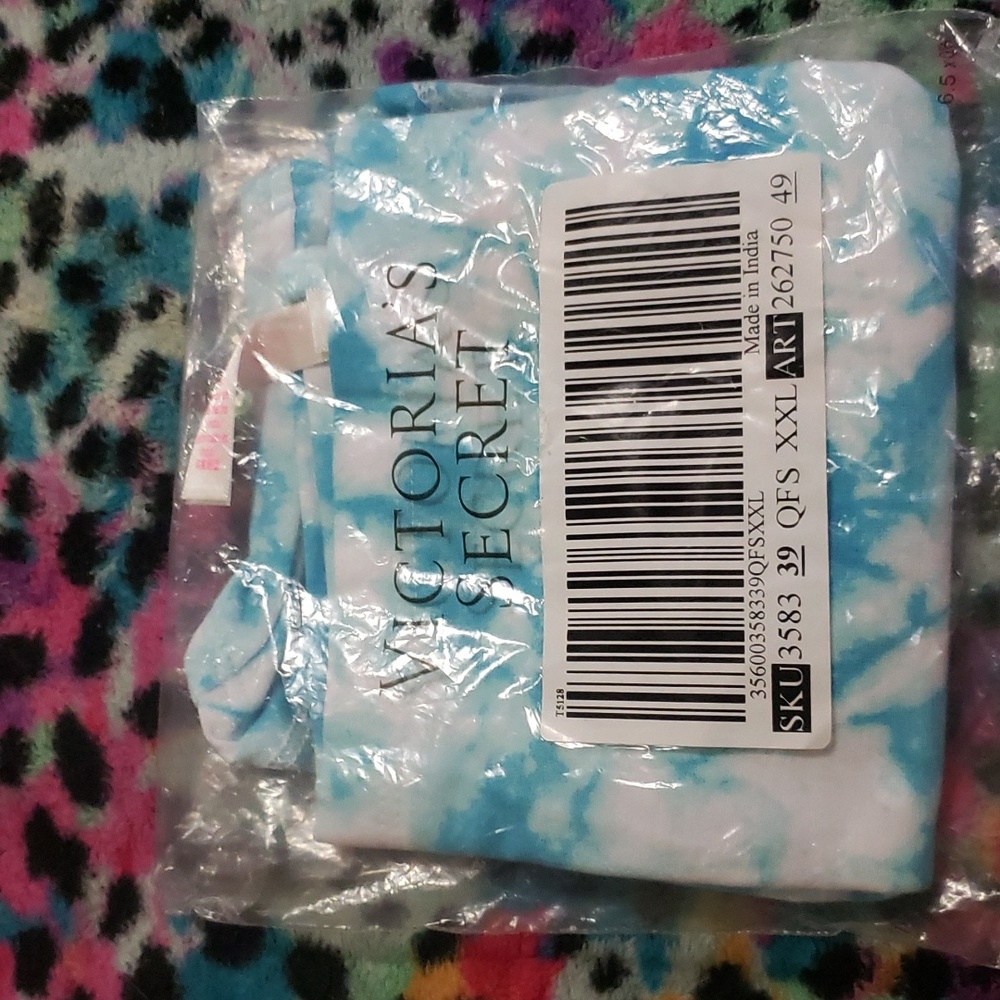 VICTORIA'S
SECRET
T5128
35600358339QFSXXL Made in India
SKU 3583 39 QFS XXL ART 262750 49